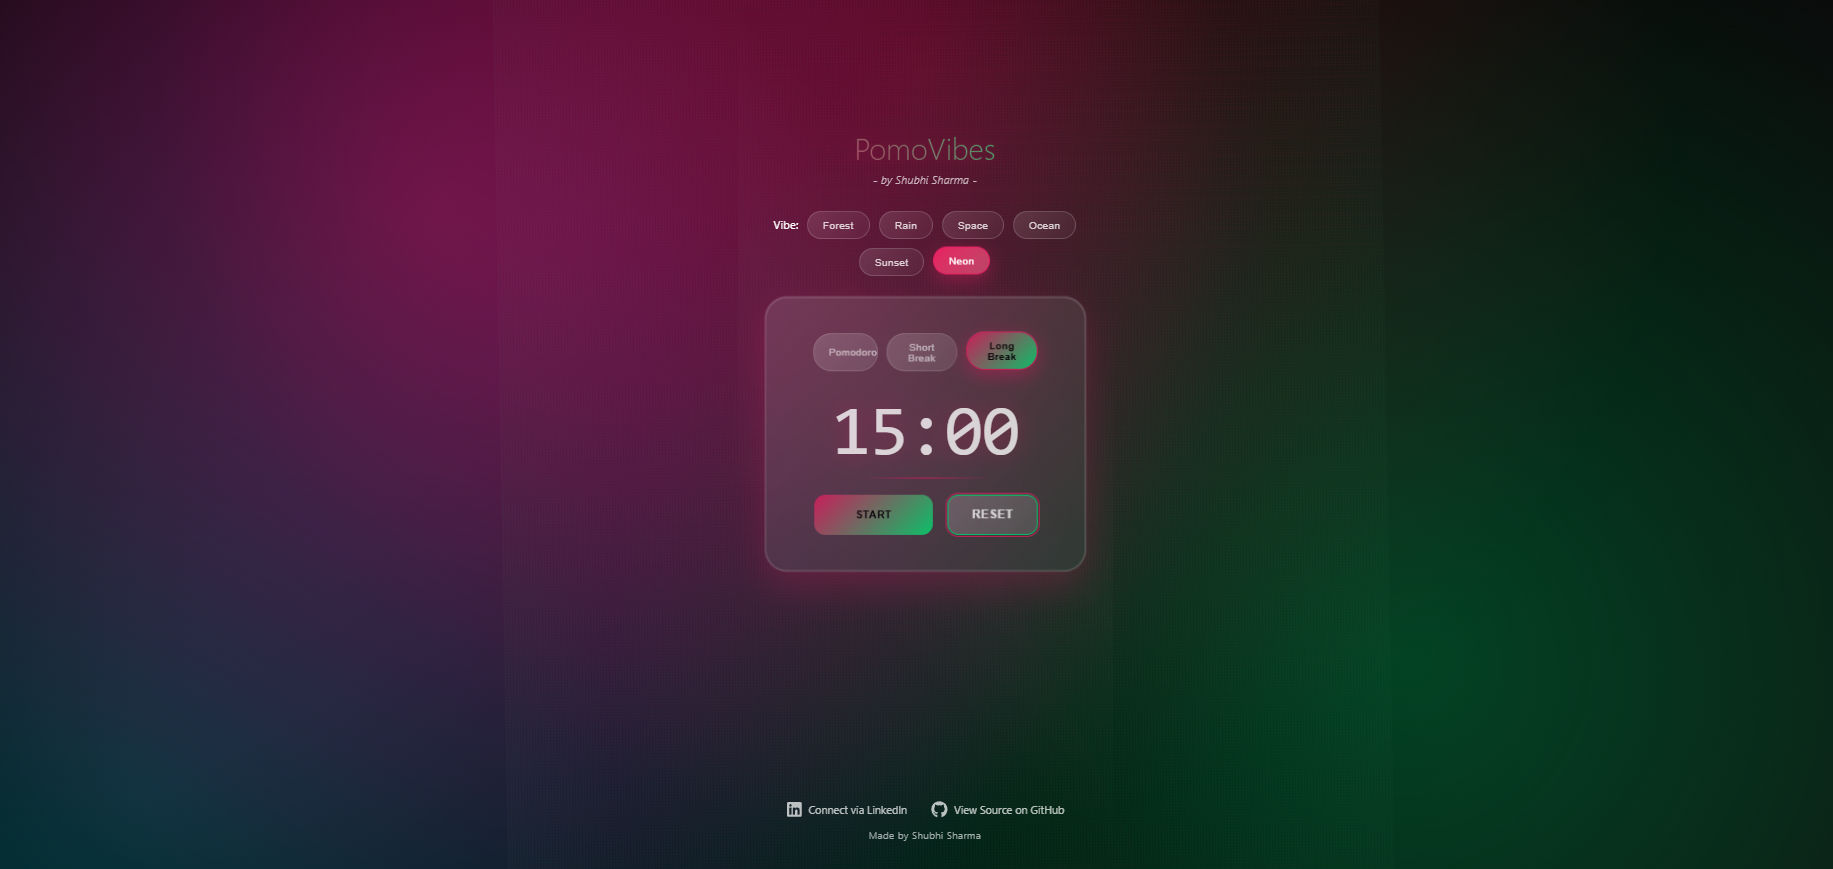 PomoVibes
- by Shubhi Sharma -
Vibe: Forest Rain Space Ocean
Sunset Neon
Pomodoro Short Break Long Break
15:00
START RESET
Connect via LinkedIn View Source on GitHub
Made by Shubhi Sharma